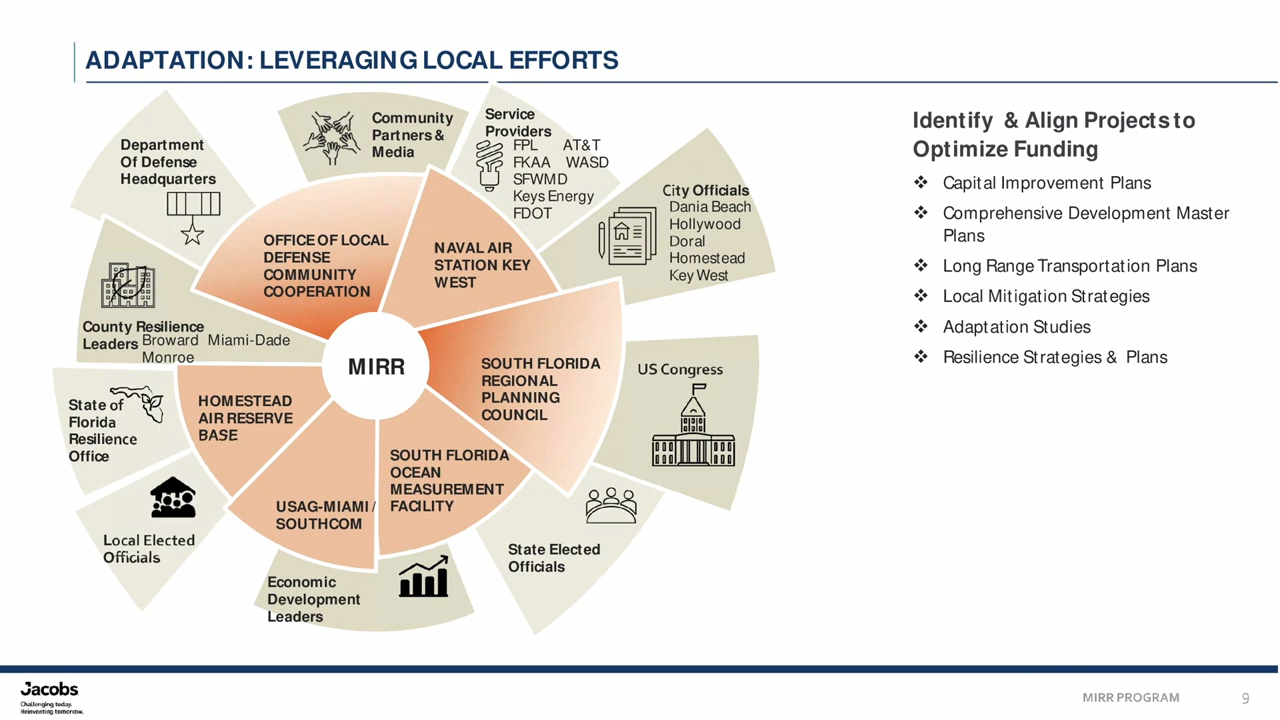 ADAPTATION: LEVERAGING LOCAL EFFORTS
Department
Of Defense
Headquarters
Community
Partners &
Media
Service
Providers
FPL AT&T
FKAA WASD
SFWMD
Keys Energy
FDOT
City Officials
Dania Beach
Hollywood
Doral
Homestead
Key West
US Congress
State Elected
Officials
Economic
Development
Leaders
Local Elected
Officials
State of
Florida
Resilience
Office
County Resilience
Leaders
Broward Miami-Dade
Monroe
OFFICE OF LOCAL
DEFENSE
COMMUNITY
COOPERATION
NAVAL AIR
STATION KEY
WEST
SOUTH FLORIDA
REGIONAL
PLANNING
COUNCIL
SOUTH FLORIDA
OCEAN
MEASUREMENT
FACILITY
USAG-MIAMI /
SOUTHCOM
HOMESTEAD
AIR RESERVE
BASE
MIRR
Identify & Align Projects to
Optimize Funding
❖ Capital Improvement Plans
❖ Comprehensive Development Master
Plans
❖ Long Range Transportation Plans
❖ Local Mitigation Strategies
❖ Adaptation Studies
❖ Resilience Strategies & Plans
Jacobs
Challenging today.
Reinventing tomorrow.
MIRR PROGRAM
9